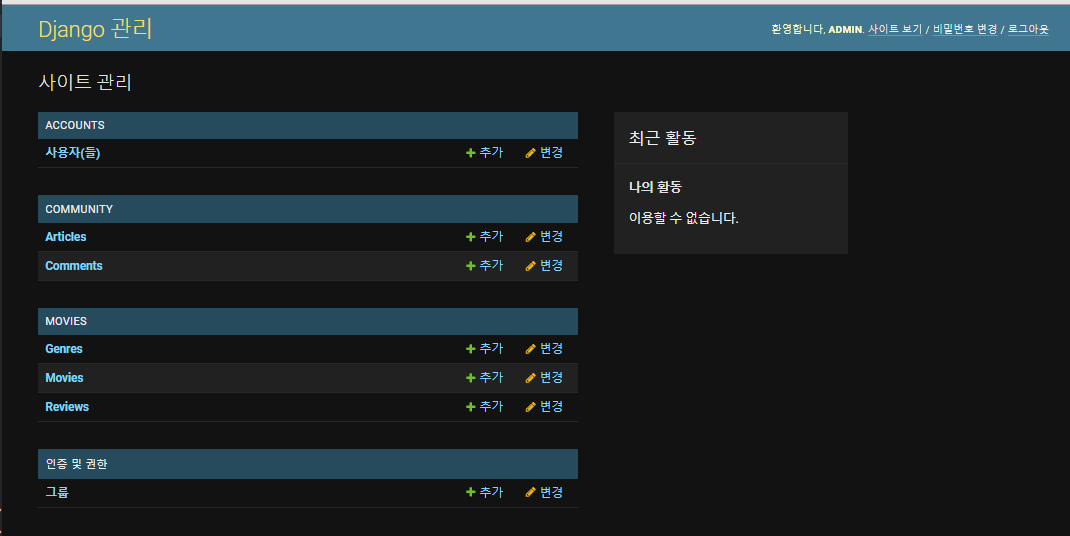 Django 관리
환영합니다, ADMIN. 사이트 보기 / 비밀번호 변경 / 로그아웃
사이트 관리
ACCOUNTS
사용자(들) 추가 변경
COMMUNITY
Articles 추가 변경
Comments 추가 변경
MOVIES
Genres 추가 변경
Movies 추가 변경
Reviews 추가 변경
인증 및 권한
그룹 추가 변경
최근 활동
나의 활동
이용할 수 없습니다.